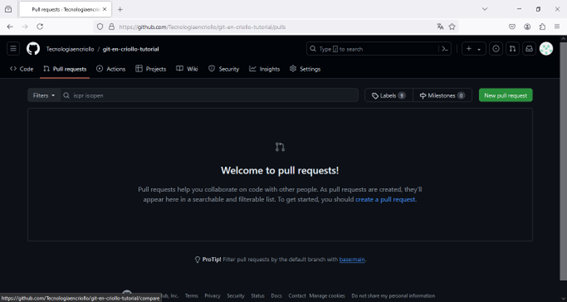 Pull requests · Tecnologiaencriollo
https://github.com/Tecnologiaencriollo/git-en-criollo-tutorial/pulls
Tecnologiaencriollo / git-en-criollo-tutorial
Type / to search
Code Pull requests Actions Projects Wiki Security Insights Settings
Filters is:pr is:open Labels 9 Milestones 0 New pull request
Welcome to pull requests!
Pull requests help you collaborate on code with other people. As pull requests are created, they'll
appear here in a searchable and filterable list. To get started, you should create a pull request.
ProTip! Filter pull requests by the default branch with base:main.
Hub, Inc. Terms Privacy Security Status Docs Contact Manage cookies Do not share my personal information
https://github.com/Tecnologiaencriollo/git-en-criollo-tutorial/compare